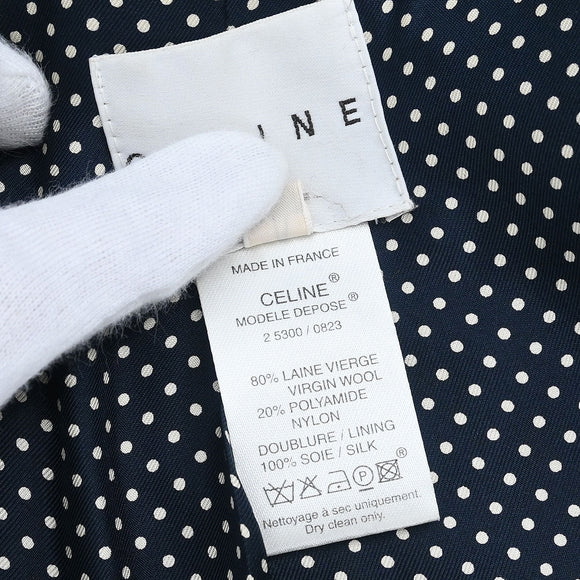 INE
MADE IN FRANCE
CELINE®
MODELE DEPOSE®
2 5300 / 0823
80% LAINE VIERGE
VIRGIN WOOL
20% POLYAMIDE
NYLON
DOUBLURE / LINING
100% SOIE / SILK
Nettoyage à sec uniquement.
Dry clean only.